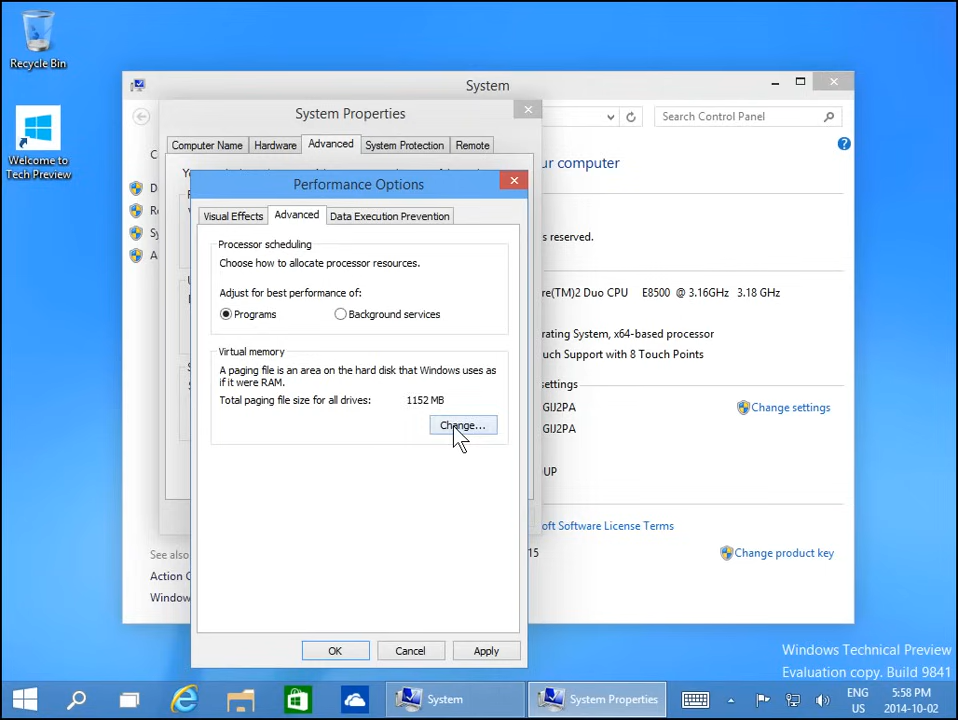 Recycle Bin
Welcome to
Tech Preview
System
Search Control Panel
System Properties
Computer Name
Hardware
Advanced
System Protection
Remote
ur computer
Performance Options
Visual Effects
Advanced
Data Execution Prevention
s reserved.
Processor scheduling
Choose how to allocate processor resources.
Adjust for best performance of:
Programs
Background services
re(TM)2 Duo CPU E8500 @ 3.16GHz 3.18 GHz
rating System, x64-based processor
uch Support with 8 Touch Points
Virtual memory
A paging file is an area on the hard disk that Windows uses as
if it were RAM.
Total paging file size for all drives: 1152 MB
Change...
ettings
GIJ2PA
Change settings
GIJ2PA
UP
oft Software License Terms
15
Change product key
See also
Action C
Window
OK
Cancel
Apply
Windows Technical Preview
Evaluation copy. Build 9841
System
System Properties
ENG
US
5:58 PM
2014-10-02